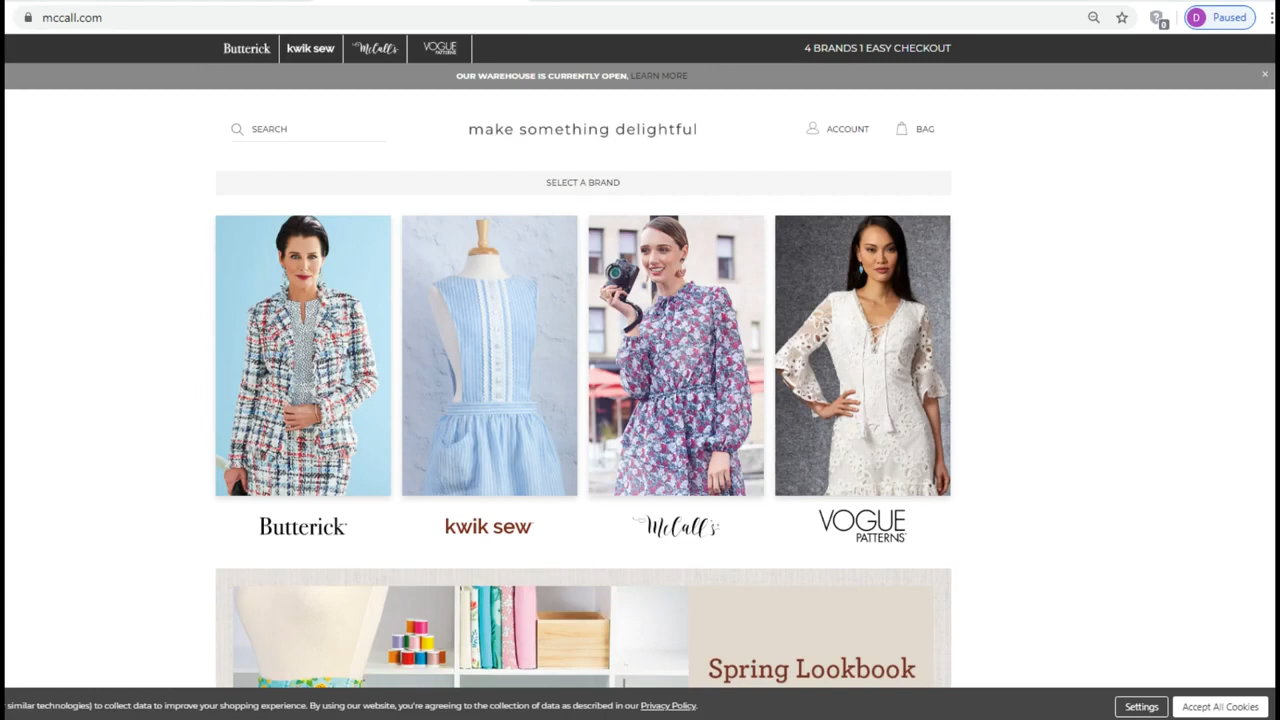 mccall.com
D Paused
0
Butterick kwik sew McCall's VOGUE PATTERNS
4 BRANDS 1 EASY CHECKOUT
OUR WAREHOUSE IS CURRENTLY OPEN, LEARN MORE ×
SEARCH
make something delightful
ACCOUNT
BAG
SELECT A BRAND
Butterick
kwik sew
McCall's
VOGUE
PATTERNS
Spring Lookbook
similar technologies) to collect data to improve your shopping experience. By using our website, you're agreeing to the collection of data as described in our Privacy Policy.
Settings
Accept All Cookies